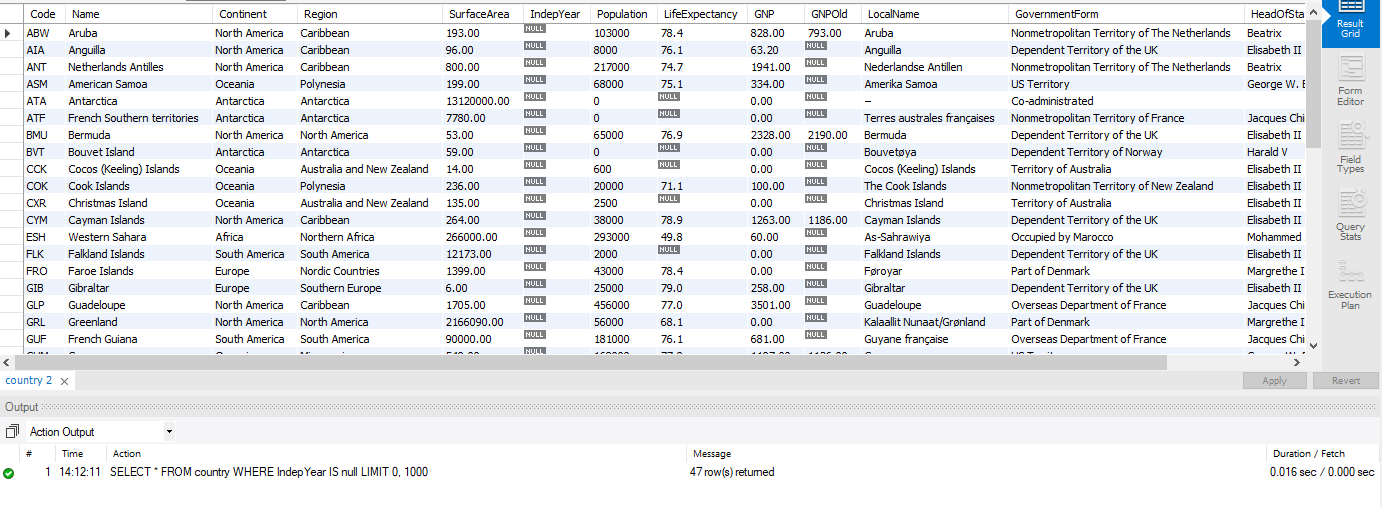 Code Name Continent Region SurfaceArea IndepYear Population LifeExpectancy GNP GNPOld LocalName GovernmentForm HeadOfSta
ABW Aruba North America Caribbean 193.00 NULL 103000 78.4 828.00 793.00 Aruba Nonmetropolitan Territory of The Netherlands Beatrix
AIA Anguilla North America Caribbean 96.00 NULL 8000 76.1 63.20 NULL Anguilla Dependent Territory of the UK Elisabeth II
ANT Netherlands Antilles North America Caribbean 800.00 NULL 217000 74.7 1941.00 NULL Nederlandse Antillen Nonmetropolitan Territory of The Netherlands Beatrix
ASM American Samoa Oceania Polynesia 199.00 NULL 68000 75.1 334.00 NULL Amerika Samoa US Territory George W.
ATA Antarctica Antarctica Antarctica 13120000.00 NULL 0 NULL 0.00 NULL – Co-administrated
ATF French Southern territories Antarctica Antarctica 7780.00 NULL 0 NULL 0.00 NULL Terres australes françaises Nonmetropolitan Territory of France Jacques Chi
BMU Bermuda North America North America 53.00 NULL 65000 76.9 2328.00 2190.00 Bermuda Dependent Territory of the UK Elisabeth II
BVT Bouvet Island Antarctica Antarctica 59.00 NULL 0 NULL 0.00 NULL Bouvetøya Dependent Territory of Norway Harald V
CCK Cocos (Keeling) Islands Oceania Australia and New Zealand 14.00 NULL 600 NULL 0.00 NULL Cocos (Keeling) Islands Territory of Australia Elisabeth II
COK Cook Islands Oceania Polynesia 236.00 NULL 20000 71.1 100.00 NULL The Cook Islands Nonmetropolitan Territory of New Zealand Elisabeth II
CXR Christmas Island Oceania Australia and New Zealand 135.00 NULL 2500 NULL 0.00 NULL Christmas Island Territory of Australia Elisabeth II
CYM Cayman Islands North America Caribbean 264.00 NULL 38000 78.9 1263.00 1186.00 Cayman Islands Dependent Territory of the UK Elisabeth II
ESH Western Sahara Africa Northern Africa 266000.00 NULL 293000 49.8 60.00 NULL As-Sahrawiya Occupied by Marocco Mohammed
FLK Falkland Islands South America South America 12173.00 NULL 2000 NULL 0.00 NULL Falkland Islands Dependent Territory of the UK Elisabeth II
FRO Faroe Islands Europe Nordic Countries 1399.00 NULL 43000 78.4 0.00 NULL Føroyar Part of Denmark Margrethe I
GIB Gibraltar Europe Southern Europe 6.00 NULL 25000 79.0 258.00 NULL Gibraltar Dependent Territory of the UK Elisabeth II
GLP Guadeloupe North America Caribbean 1705.00 NULL 456000 77.0 3501.00 NULL Guadeloupe Overseas Department of France Jacques Chi
GRL Greenland North America North America 2166090.00 NULL 56000 68.1 0.00 NULL Kalaallit Nunaat/Grønland Part of Denmark Margrethe I
GUF French Guiana South America South America 90000.00 NULL 181000 76.1 681.00 NULL Guyane française Overseas Department of France Jacques Chi
Result
Grid
Form
Editor
Field
Types
Query
Stats
Execution
Plan
country 2
Apply Revert
Output
Action Output
# Time Action Message Duration / Fetch
1 14:12:11 SELECT * FROM country WHERE IndepYear IS null LIMIT 0, 1000 47 row(s) returned 0.016 sec / 0.000 sec